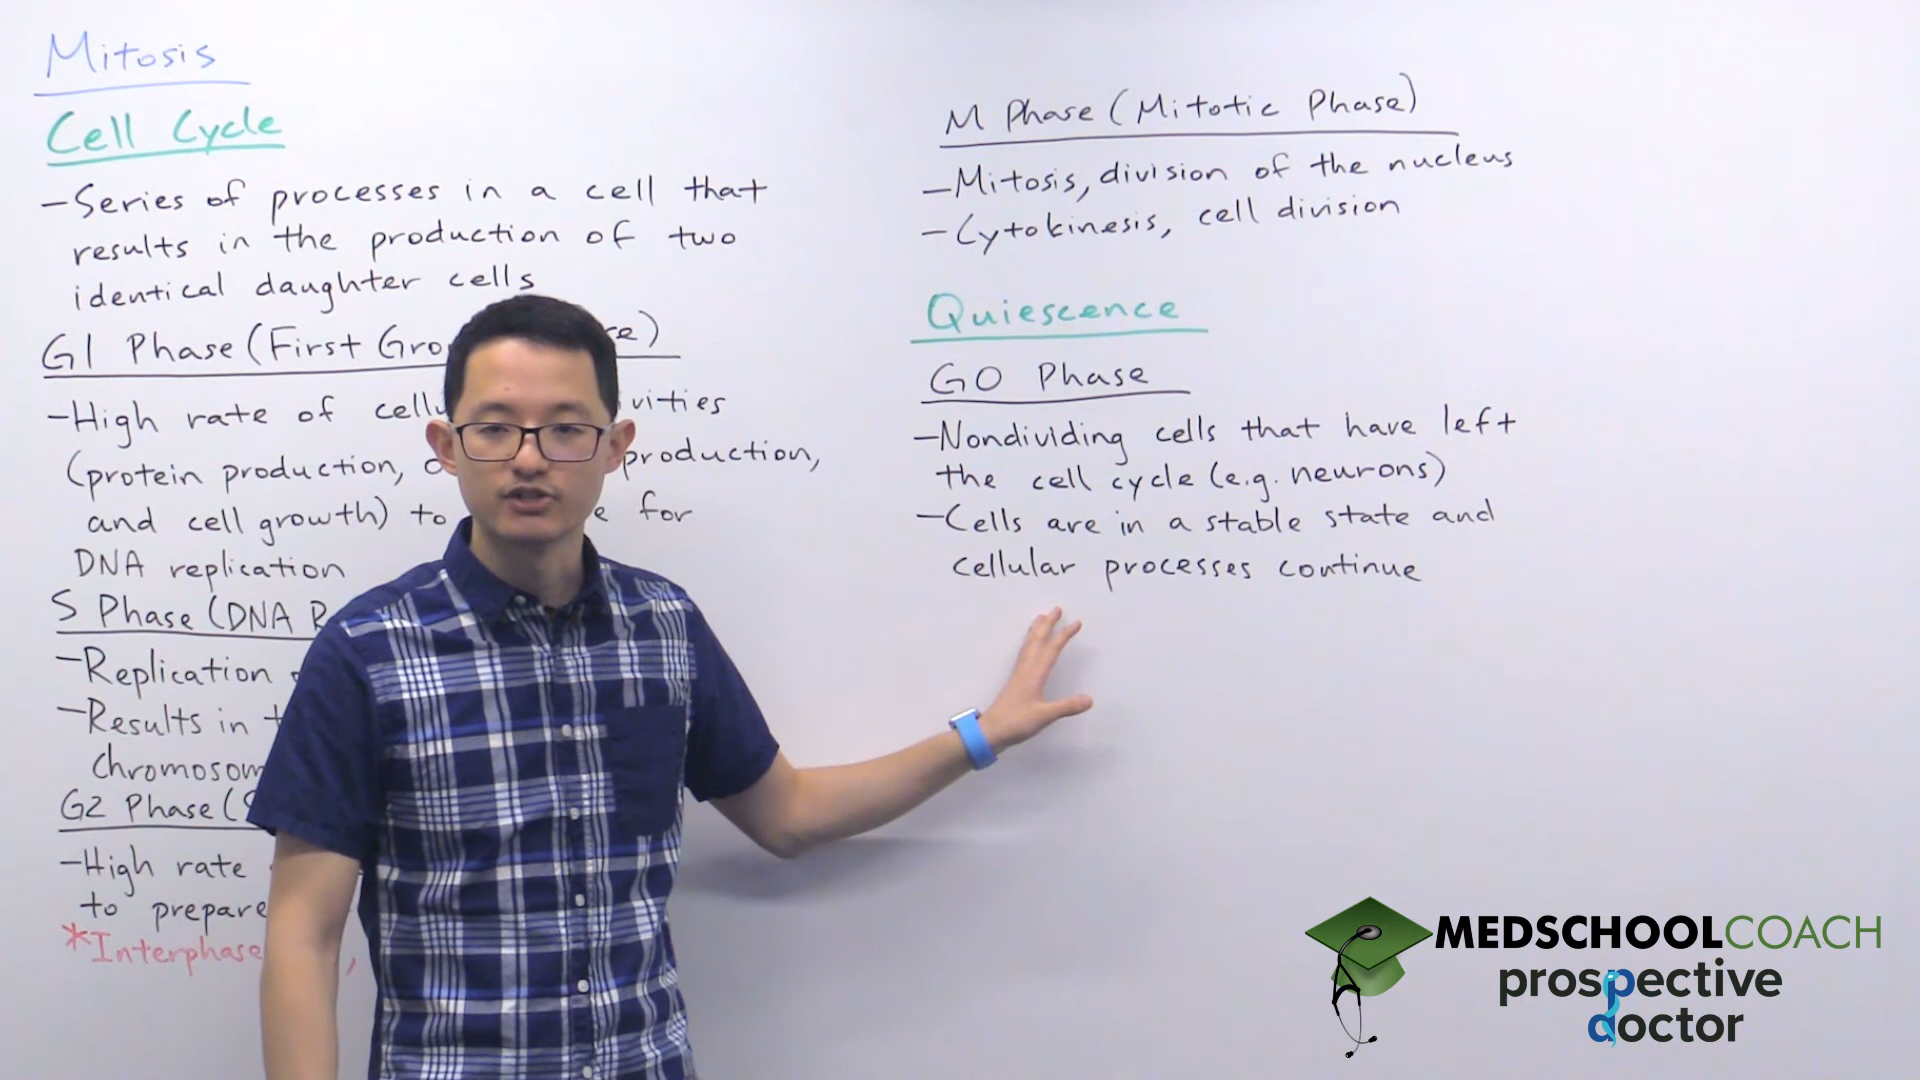 Mitosis
Cell Cycle
-Series of processes in a cell that
results in the production of two
identical daughter cells
G1 Phase (First
-High rate of
(protein production, production,
and cell growth) to for
DNA replication
S Phase (DNA
-Replication
-Results in
G2 Phase (
-High rate
to prepare
*Interphase ,
M Phase (Mitotic Phase)
-Mitosis, division of the nucleus
-Cytokinesis, cell division
Quiescence
G0 Phase
-Nondividing cells that have left
the cell cycle (e.g. neurons)
-Cells are in a stable state and
cellular processes continue
MEDSCHOOLCOACH
prospective
doctor